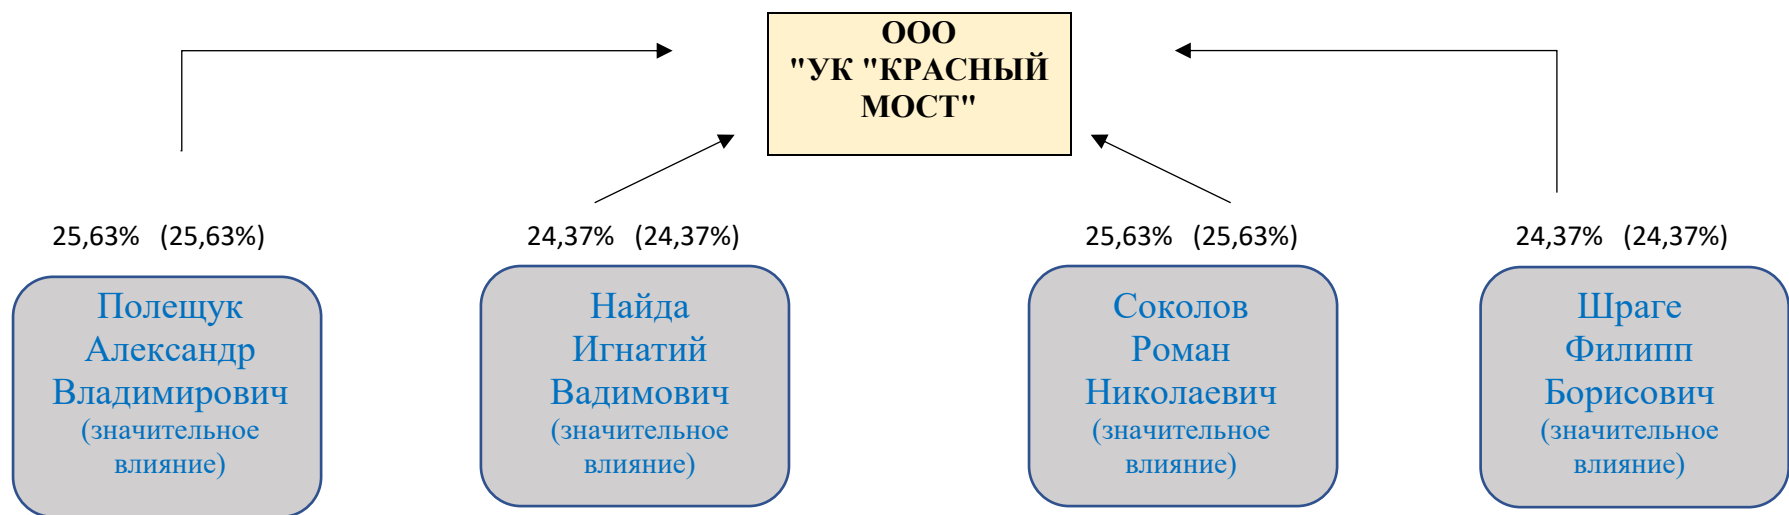 ООО
"УК "КРАСНЫЙ
МОСТ"
25,63% (25,63%)
24,37% (24,37%)
25,63% (25,63%)
24,37% (24,37%)
Полещук
Александр
Владимирович
(значительное
влияние)
Найда
Игнатий
Вадимович
(значительное
влияние)
Соколов
Роман
Николаевич
(значительное
влияние)
Шраге
Филипп
Борисович
(значительное
влияние)